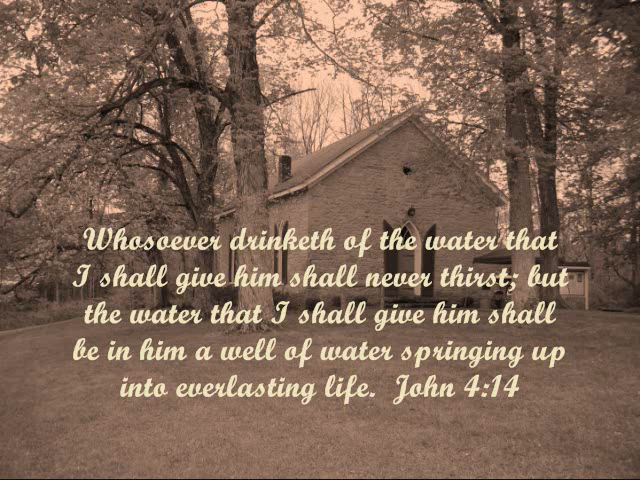 Whosoever drinketh of the water that
I shall give him shall never thirst; but
the water that I shall give him shall
be in him a well of water springing up
into everlasting life. John 4:14